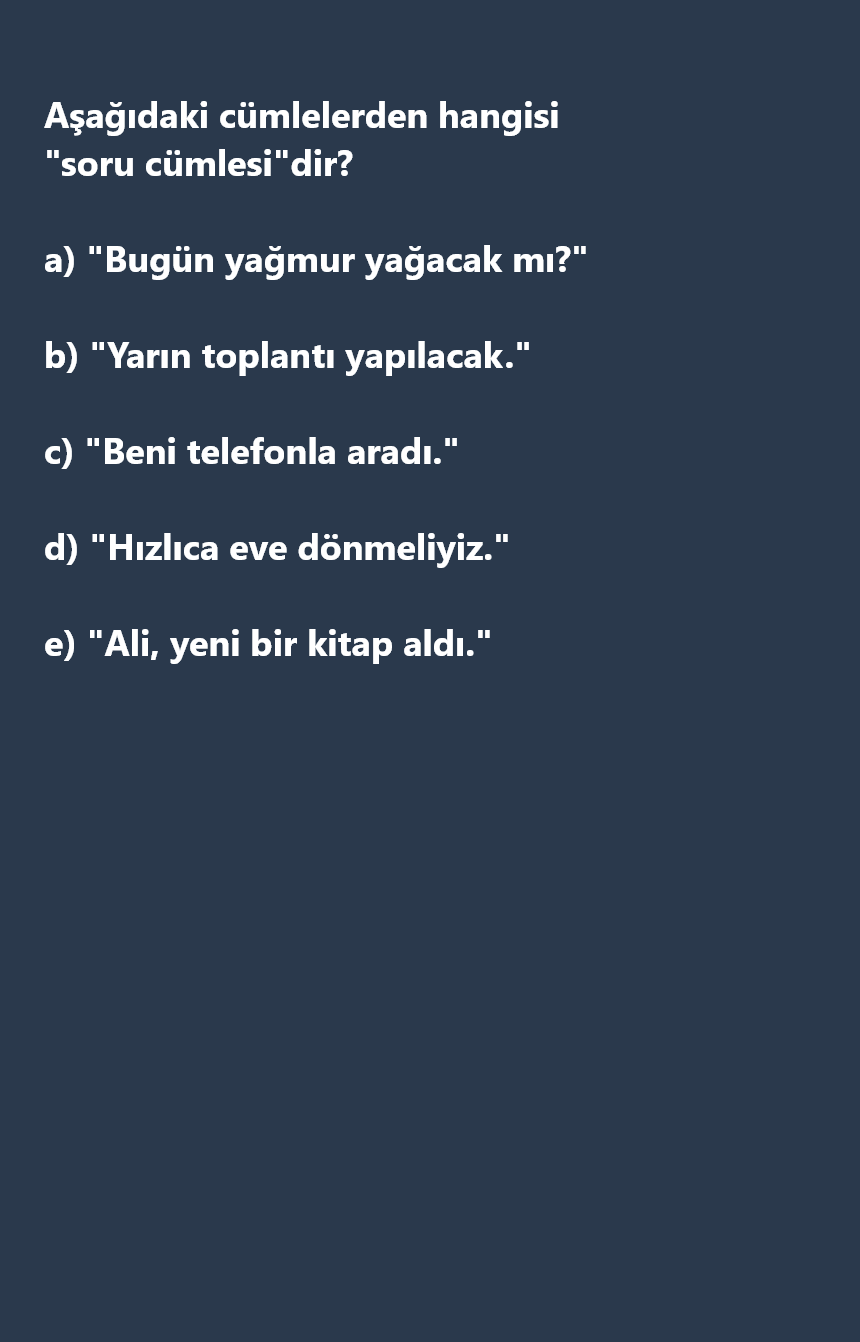 Aşağıdaki cümlelerden hangisi
"soru cümlesi"dir?
a) "Bugün yağmur yağacak mı?"
b) "Yarın toplantı yapılacak."
c) "Beni telefonla aradı."
d) "Hızlıca eve dönmeliyiz."
e) "Ali, yeni bir kitap aldı."